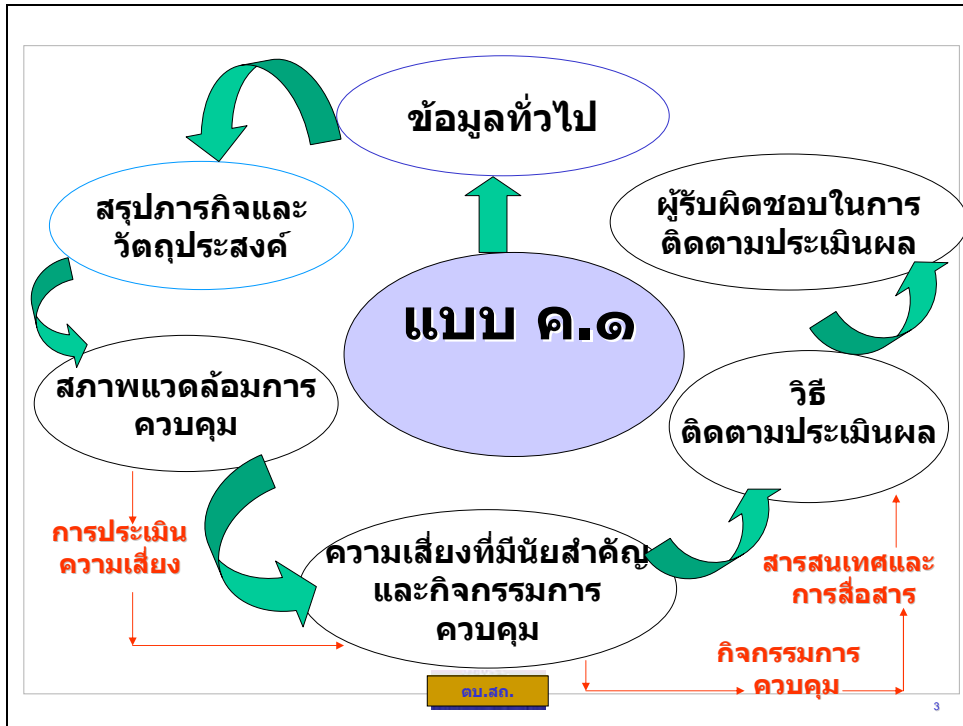 ข้อมูลทั่วไป
สรุปภารกิจและ
วัตถุประสงค์
ผู้รับผิดชอบในการ
ติดตามประเมินผล
แบบ ค.๑
สภาพแวดล้อมการ
ควบคุม
วิธี
ติดตามประเมินผล
การประเมิน
ความเสี่ยง
ความเสี่ยงที่มีนัยสำคัญ
และกิจกรรมการ
ควบคุม
สารสนเทศและ
การสื่อสาร
กิจกรรมการ
ควบคุม
ตบ.สถ.
3